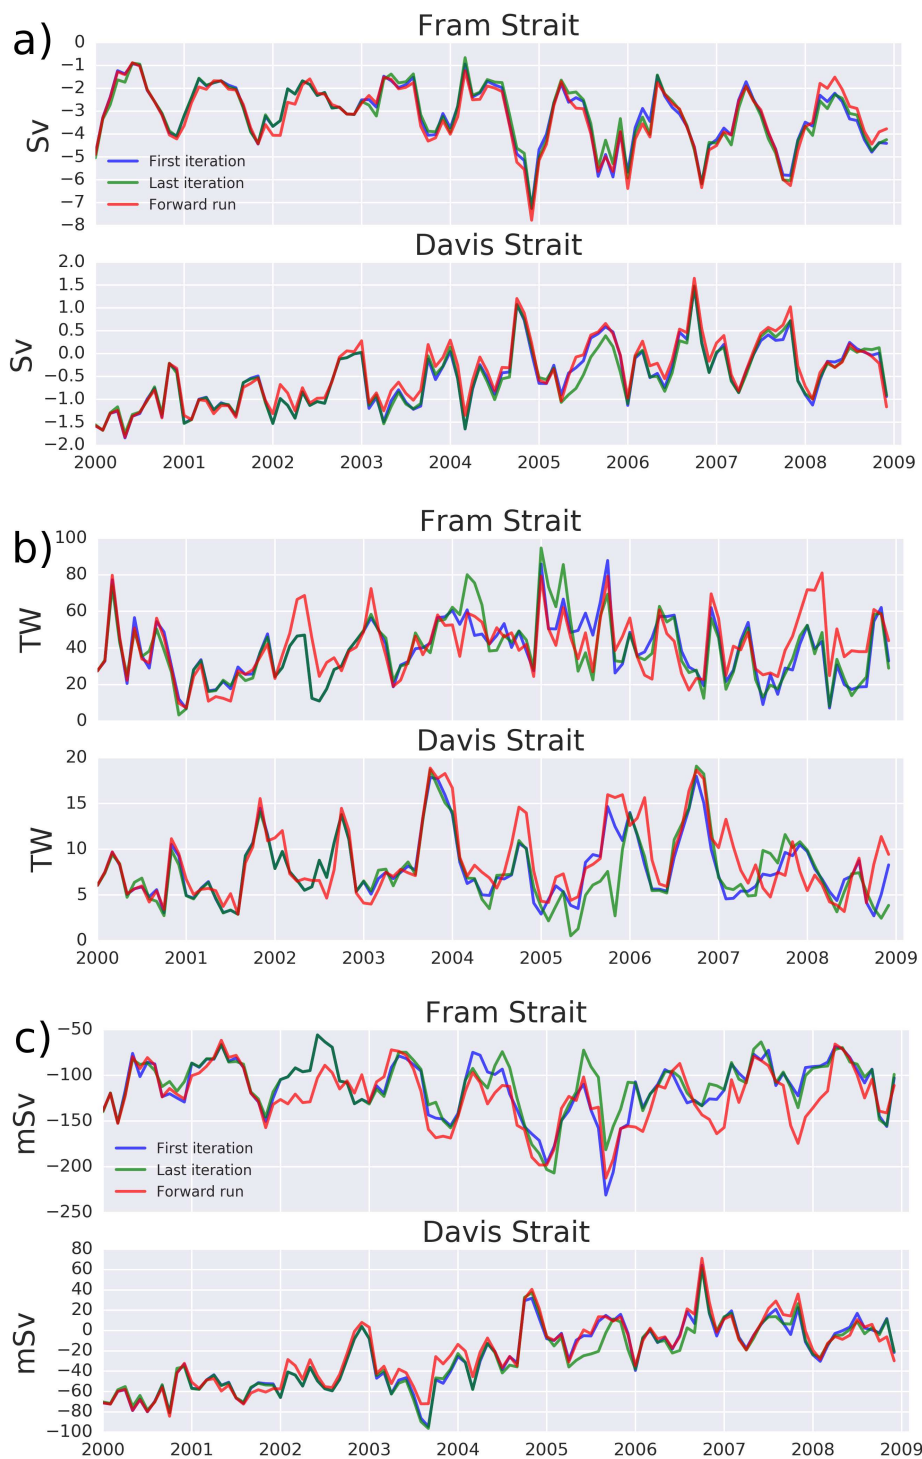 a)
Fram Strait
Sv
0
−1
−2
−3
−4
−5
−6
−7
−8
First iteration
Last iteration
Forward run
Davis Strait
Sv
2.0
1.5
1.0
0.5
0.0
−0.5
−1.0
−1.5
−2.0
2000 2001 2002 2003 2004 2005 2006 2007 2008 2009
b)
Fram Strait
TW
100
80
60
40
20
0
Davis Strait
TW
20
15
10
5
0
2000 2001 2002 2003 2004 2005 2006 2007 2008 2009
c)
Fram Strait
mSv
−50
−100
−150
−200
−250
First iteration
Last iteration
Forward run
Davis Strait
mSv
80
60
40
20
0
−20
−40
−60
−80
−100
2000 2001 2002 2003 2004 2005 2006 2007 2008 2009